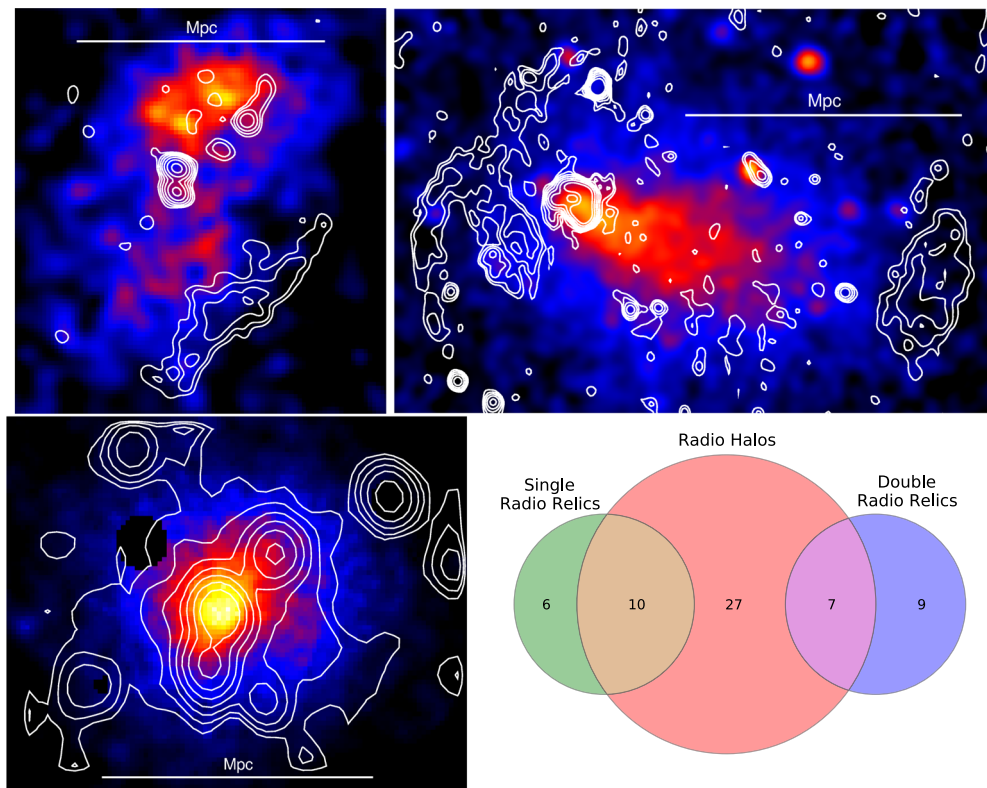 Mpc
Mpc
Mpc
Radio Halos
Single
Radio Relics
Double
Radio Relics
6
10
27
7
9